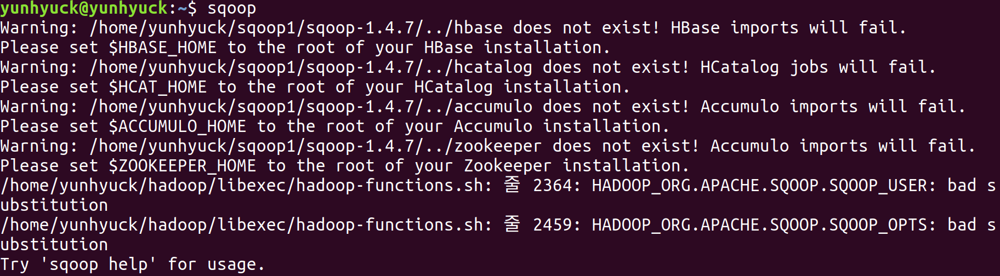 yunhyuck@yunhyuck:~$ sqoop
Warning: /home/yunhyuck/sqoop1/sqoop-1.4.7/../hbase does not exist! HBase imports will fail.
Please set $HBASE_HOME to the root of your HBase installation.
Warning: /home/yunhyuck/sqoop1/sqoop-1.4.7/../hcatalog does not exist! HCatalog jobs will fail.
Please set $HCAT_HOME to the root of your HCatalog installation.
Warning: /home/yunhyuck/sqoop1/sqoop-1.4.7/../accumulo does not exist! Accumulo imports will fail.
Please set $ACCUMULO_HOME to the root of your Accumulo installation.
Warning: /home/yunhyuck/sqoop1/sqoop-1.4.7/../zookeeper does not exist! Accumulo imports will fail.
Please set $ZOOKEEPER_HOME to the root of your Zookeeper installation.
/home/yunhyuck/hadoop/libexec/hadoop-functions.sh: 줄 2364: HADOOP_ORG.APACHE.SQOOP.SQOOP_USER: bad s
ubstitution
/home/yunhyuck/hadoop/libexec/hadoop-functions.sh: 줄 2459: HADOOP_ORG.APACHE.SQOOP.SQOOP_OPTS: bad s
ubstitution
Try 'sqoop help' for usage.